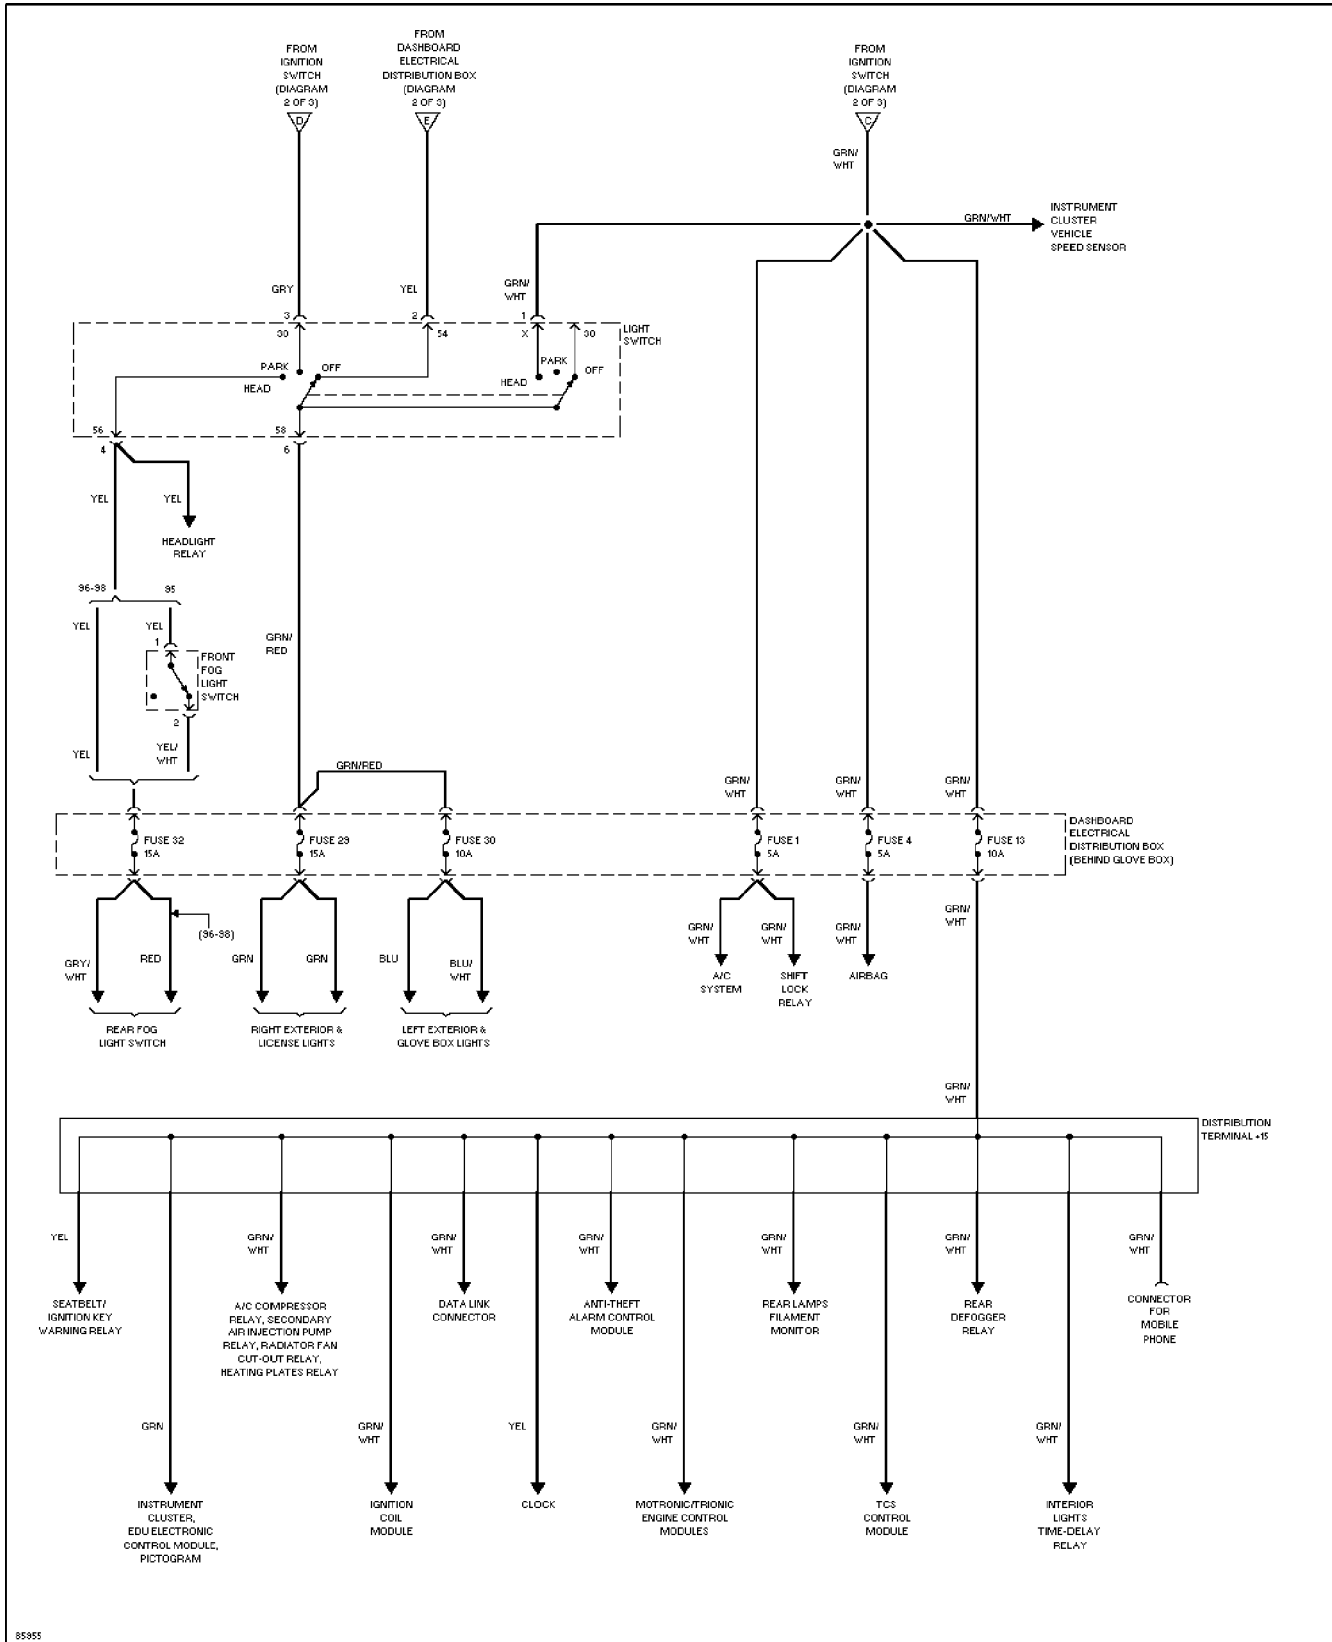 FROM
IGNITION
SWITCH
(DIAGRAM
2 OF 3)
D
FROM
DASHBOARD
ELECTRICAL
DISTRIBUTION BOX
(DIAGRAM
2 OF 3)
E
FROM
IGNITION
SWITCH
(DIAGRAM
2 OF 3)
C
GRN/
WHT
GRN/WHT
INSTRUMENT
CLUSTER
VEHICLE
SPEED SENSOR
GRY
YEL
GRN/
WHT
3
2
1
30
54
X
30
LIGHT
SWITCH
PARK
OFF
HEAD
PARK
OFF
HEAD
56
58
4
6
YEL
YEL
HEADLIGHT
RELAY
96-98
95
YEL
YEL
1
FRONT
FOG
LIGHT
SWITCH
2
YEL
YEL/
WHT
GRN/
RED
GRN/RED
GRN/
WHT
GRN/
WHT
GRN/
WHT
FUSE 32
15A
FUSE 29
15A
FUSE 30
10A
FUSE 1
5A
FUSE 4
5A
FUSE 13
10A
DASHBOARD
ELECTRICAL
DISTRIBUTION BOX
(BEHIND GLOVE BOX)
(96-98)
GRY/
WHT
RED
GRN
GRN
BLU
BLU/
WHT
GRN/
WHT
GRN/
WHT
GRN/
WHT
GRN/
WHT
REAR FOG
LIGHT SWITCH
RIGHT EXTERIOR &
LICENSE LIGHTS
LEFT EXTERIOR &
GLOVE BOX LIGHTS
A/C
SYSTEM
SHIFT
LOCK
RELAY
AIRBAG
GRN/
WHT
DISTRIBUTION
TERMINAL +15
YEL
GRN/
WHT
GRN/
WHT
GRN/
WHT
GRN/
WHT
GRN/
WHT
GRN/
WHT
SEATBELT/
IGNITION KEY
WARNING RELAY
A/C COMPRESSOR
RELAY, SECONDARY
AIR INJECTION PUMP
RELAY, RADIATOR FAN
CUT-OUT RELAY,
HEATING PLATES RELAY
DATA LINK
CONNECTOR
ANTI-THEFT
ALARM CONTROL
MODULE
REAR LAMPS
FILAMENT
MONITOR
REAR
DEFOGGER
RELAY
CONNECTOR
FOR
MOBILE
PHONE
GRN
GRN/
WHT
YEL
GRN/
WHT
GRN/
WHT
GRN/
WHT
INSTRUMENT
CLUSTER,
EDU ELECTRONIC
CONTROL MODULE,
PICTOGRAM
IGNITION
COIL
MODULE
CLOCK
MOTRONIC/TRIONIC
ENGINE CONTROL
MODULES
TCS
CONTROL
MODULE
INTERIOR
LIGHTS
TIME-DELAY
RELAY
85955